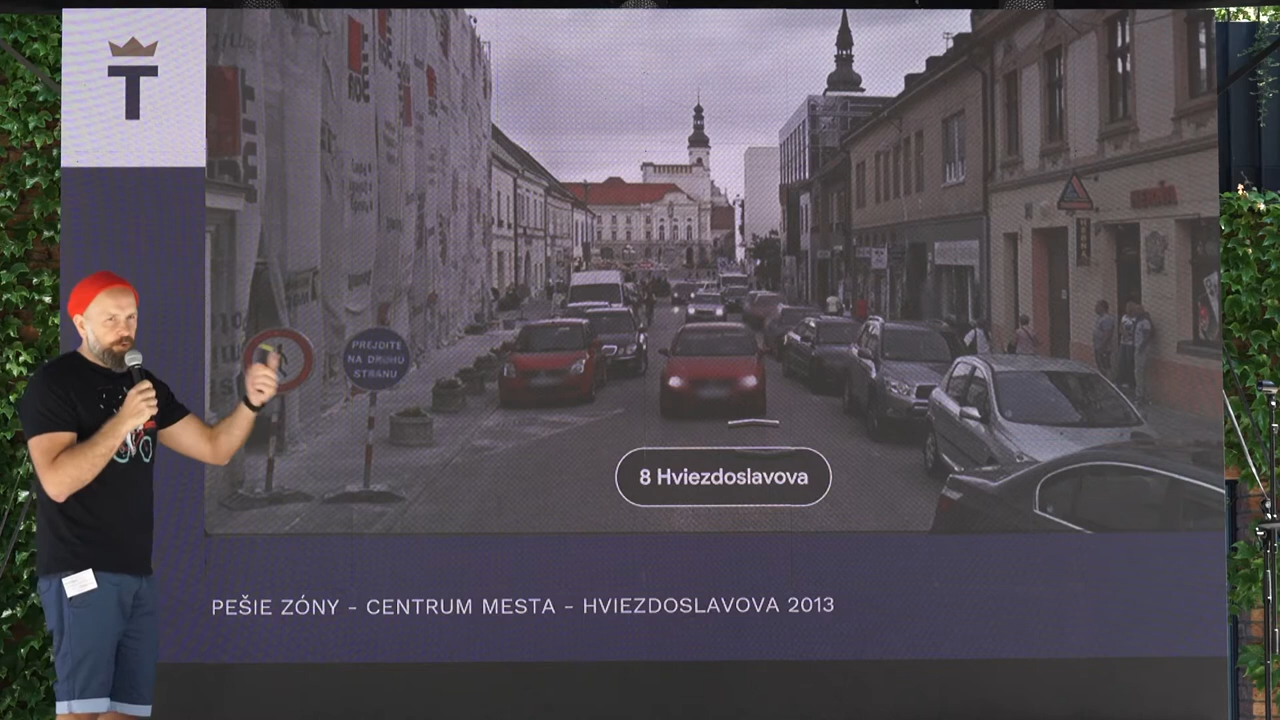 T
PREJDITE
NA DRUHÚ
STRANU
8 Hviezdoslavova
PEŠIE ZÓNY - CENTRUM MESTA - HVIEZDOSLAVOVA 2013